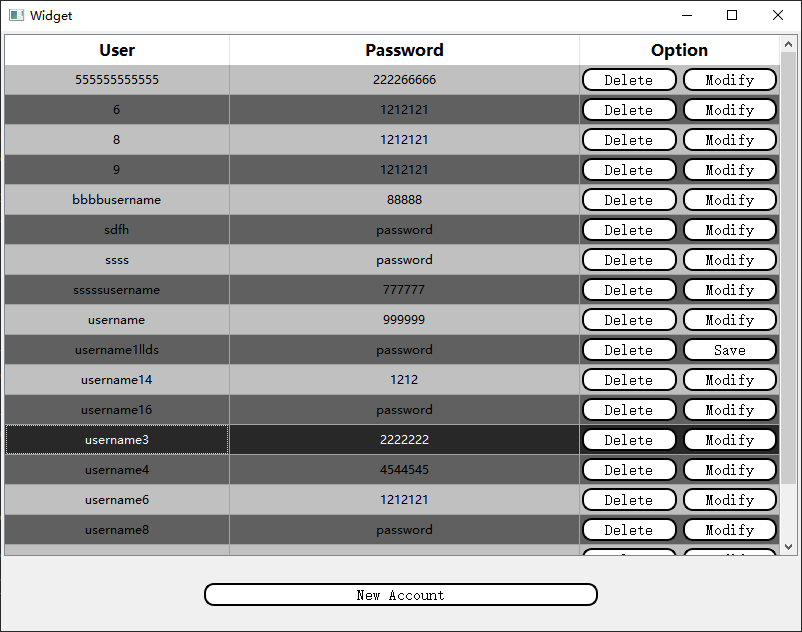 Widget
User Password Option
555555555555 222266666 Delete Modify
6 1212121 Delete Modify
8 1212121 Delete Modify
9 1212121 Delete Modify
bbbbusername 88888 Delete Modify
sdfh password Delete Modify
ssss password Delete Modify
sssssusername 777777 Delete Modify
username 999999 Delete Modify
username1llds password Delete Save
username14 1212 Delete Modify
username16 password Delete Modify
username3 2222222 Delete Modify
username4 4544545 Delete Modify
username6 1212121 Delete Modify
username8 password Delete Modify
New Account